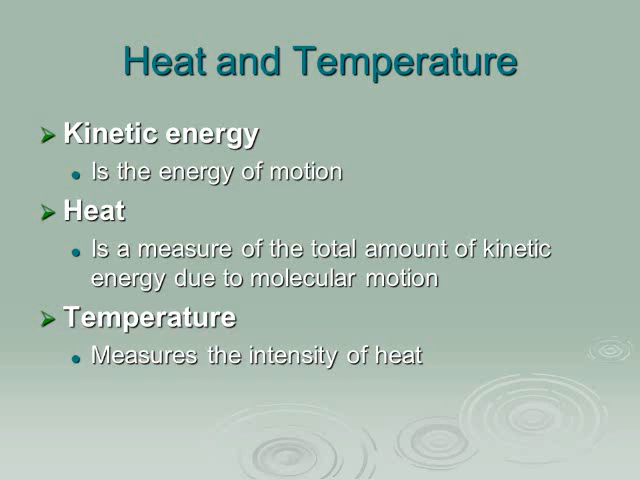 Heat and Temperature
Kinetic energy
Is the energy of motion
Heat
Is a measure of the total amount of kinetic
energy due to molecular motion
Temperature
Measures the intensity of heat